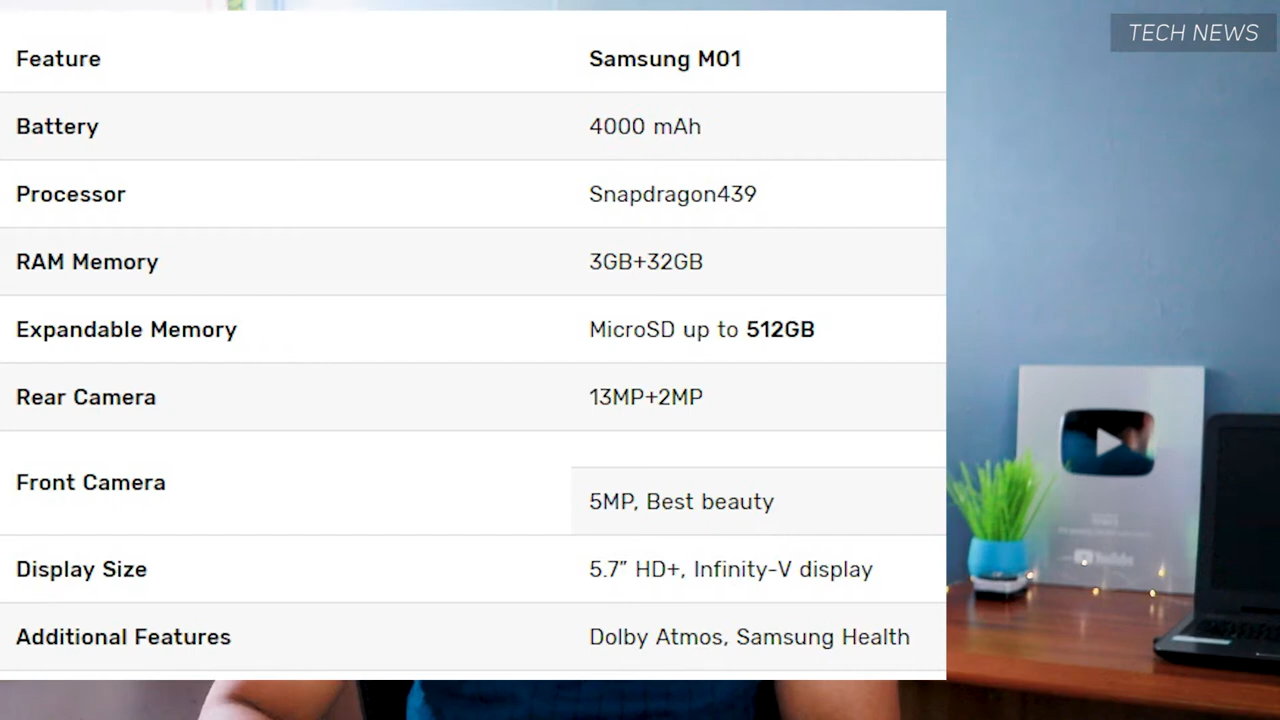 TECH NEWS
Feature Samsung M01
Battery 4000 mAh
Processor Snapdragon439
RAM Memory 3GB+32GB
Expandable Memory MicroSD up to 512GB
Rear Camera 13MP+2MP
Front Camera 5MP, Best beauty
Display Size 5.7” HD+, Infinity-V display
Additional Features Dolby Atmos, Samsung Health
YouTube